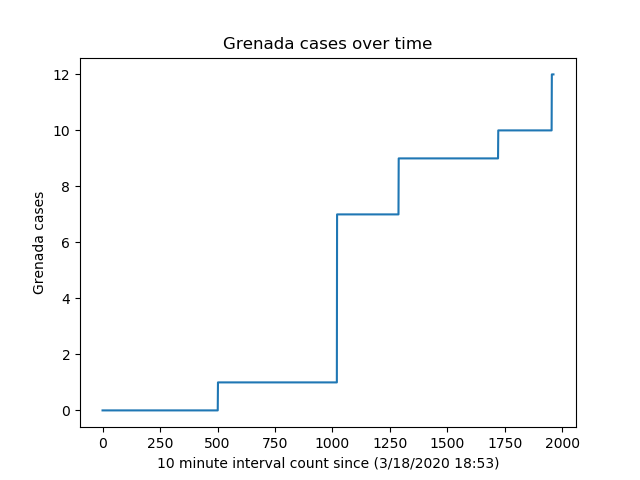 Grenada cases over time
12
10
8
6
4
2
0
Grenada cases
0 250 500 750 1000 1250 1500 1750 2000
10 minute interval count since (3/18/2020 18:53)